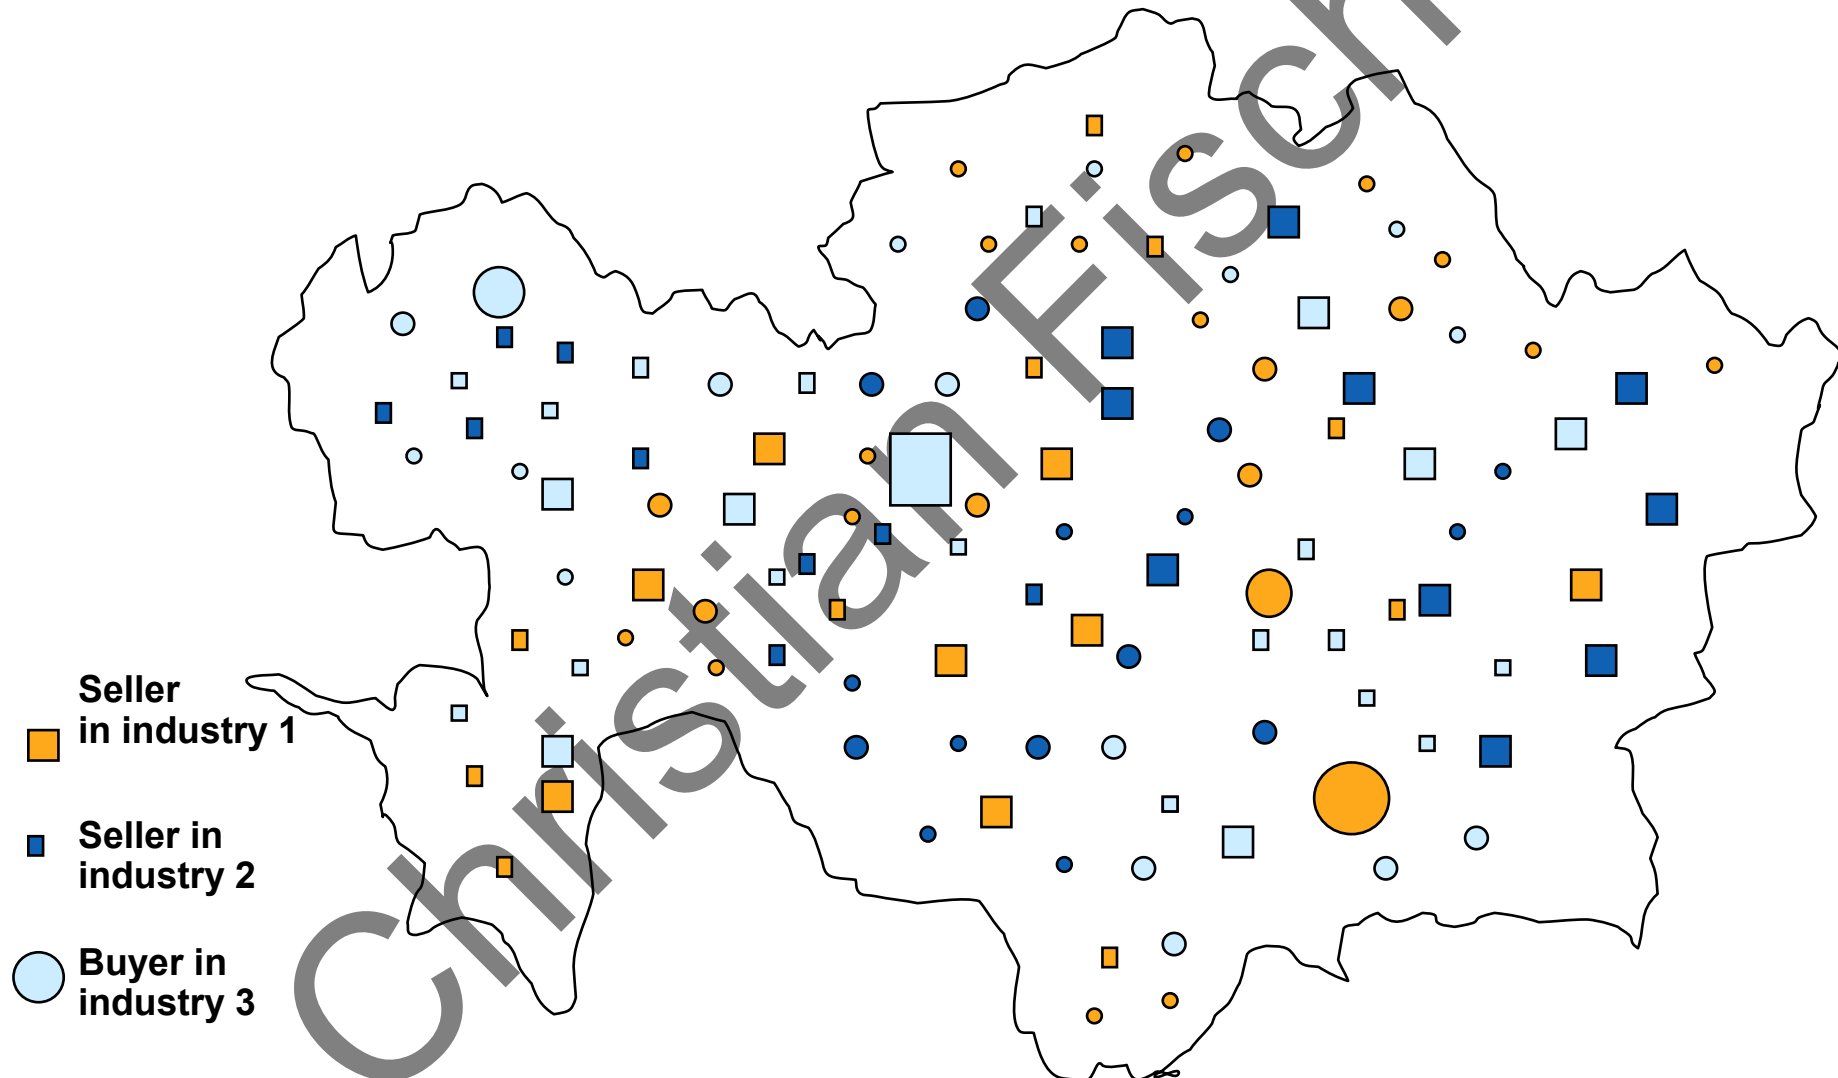 Christian Fisch
Seller
in industry 1
Seller in
industry 2
Buyer in
industry 3